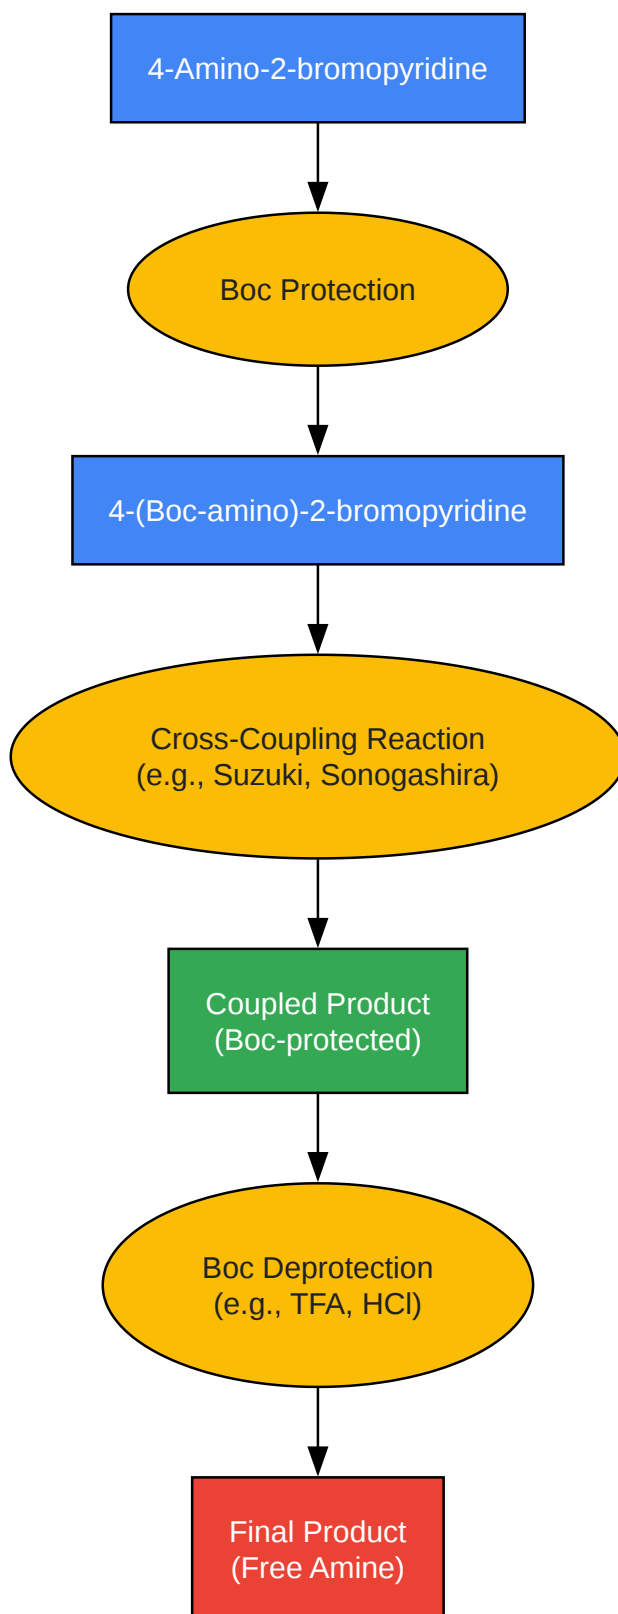 4-Amino-2-bromopyridine
Boc Protection
4-(Boc-amino)-2-bromopyridine
Cross-Coupling Reaction
(e.g., Suzuki, Sonogashira)
Coupled Product
(Boc-protected)
Boc Deprotection
(e.g., TFA, HCl)
Final Product
(Free Amine)